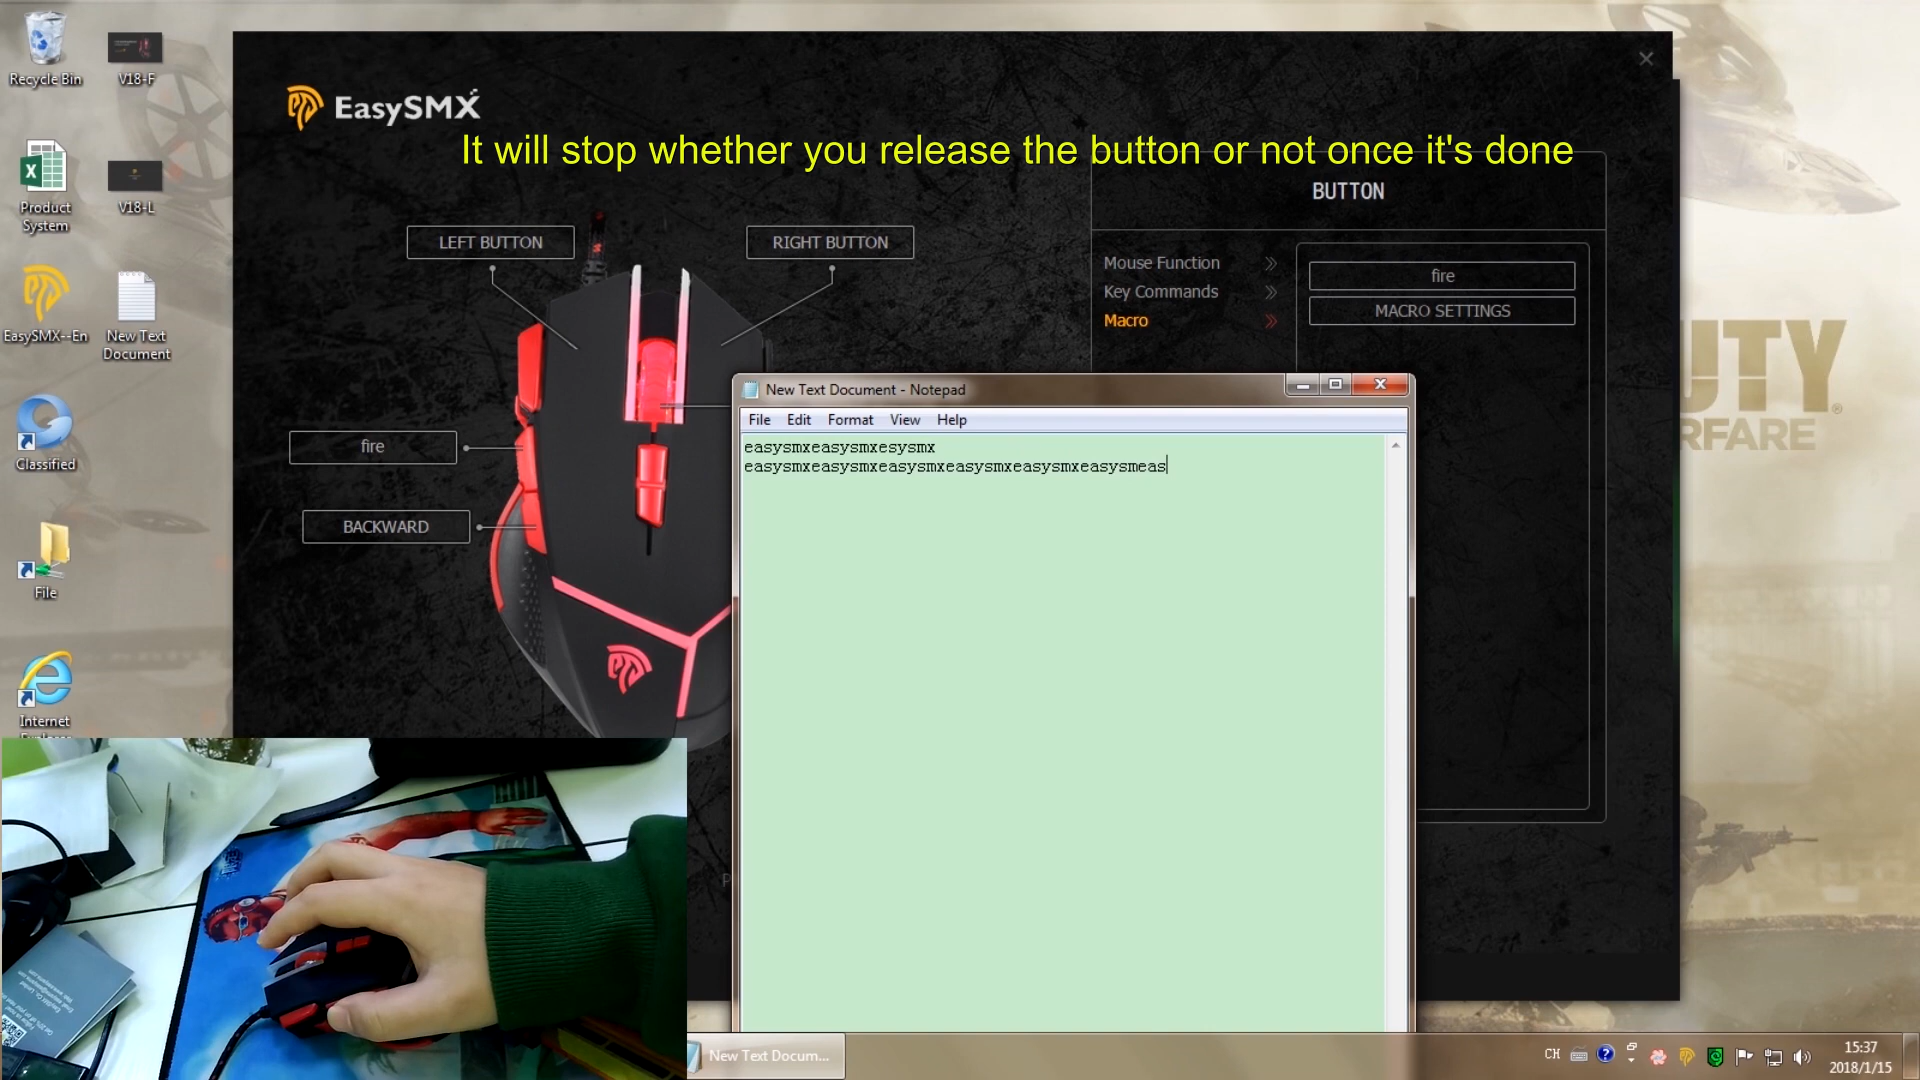 Recycle Bin
V18-F
Product System
V18-L
EasySMX--En
New Text Document
Classified
File
Internet
EasySMX
It will stop whether you release the button or not once it's done
BUTTON
LEFT BUTTON
RIGHT BUTTON
Mouse Function
Key Commands
Macro
fire
MACRO SETTINGS
fire
BACKWARD
New Text Document - Notepad
File Edit Format View Help
easysmxeasysmxesysmx
easysmxeasysmxeasysmxeasysmxeasysmxeasysmeas
UTY
RFARE
New Text Docum...
CH
15:37
2018/1/15